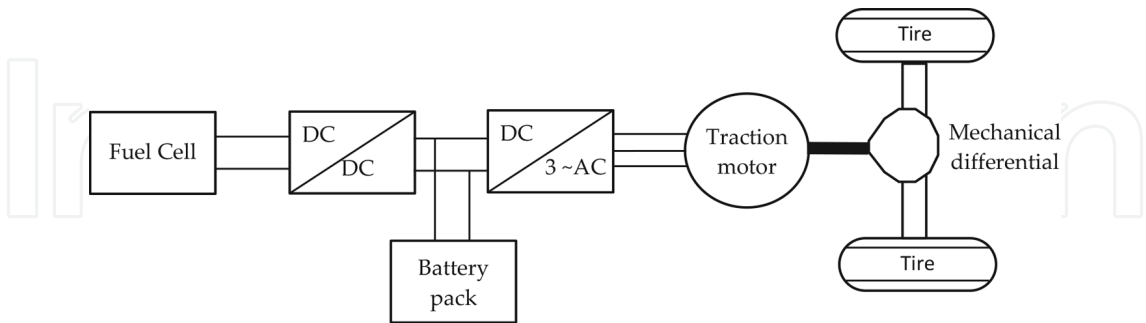 Tire
Fuel Cell
DC
DC
DC
3 ~AC
Traction
motor
Mechanical
differential
Battery
pack
Tire